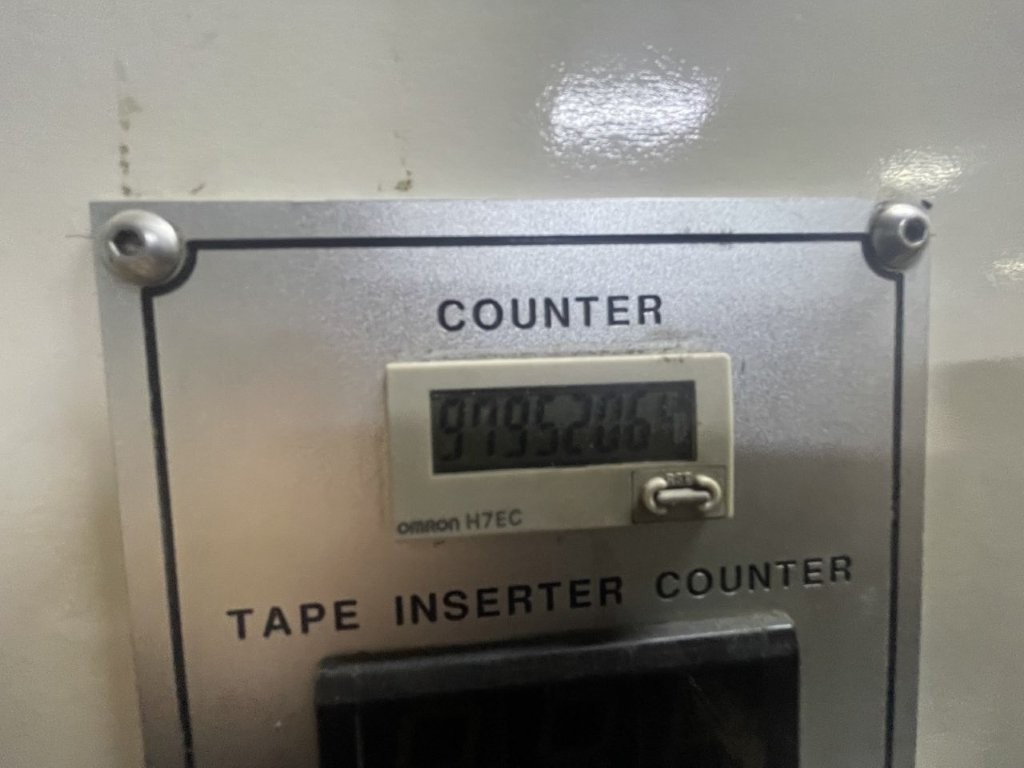 COUNTER
9795206
OMRON H7EC
TAPE INSERTER COUNTER